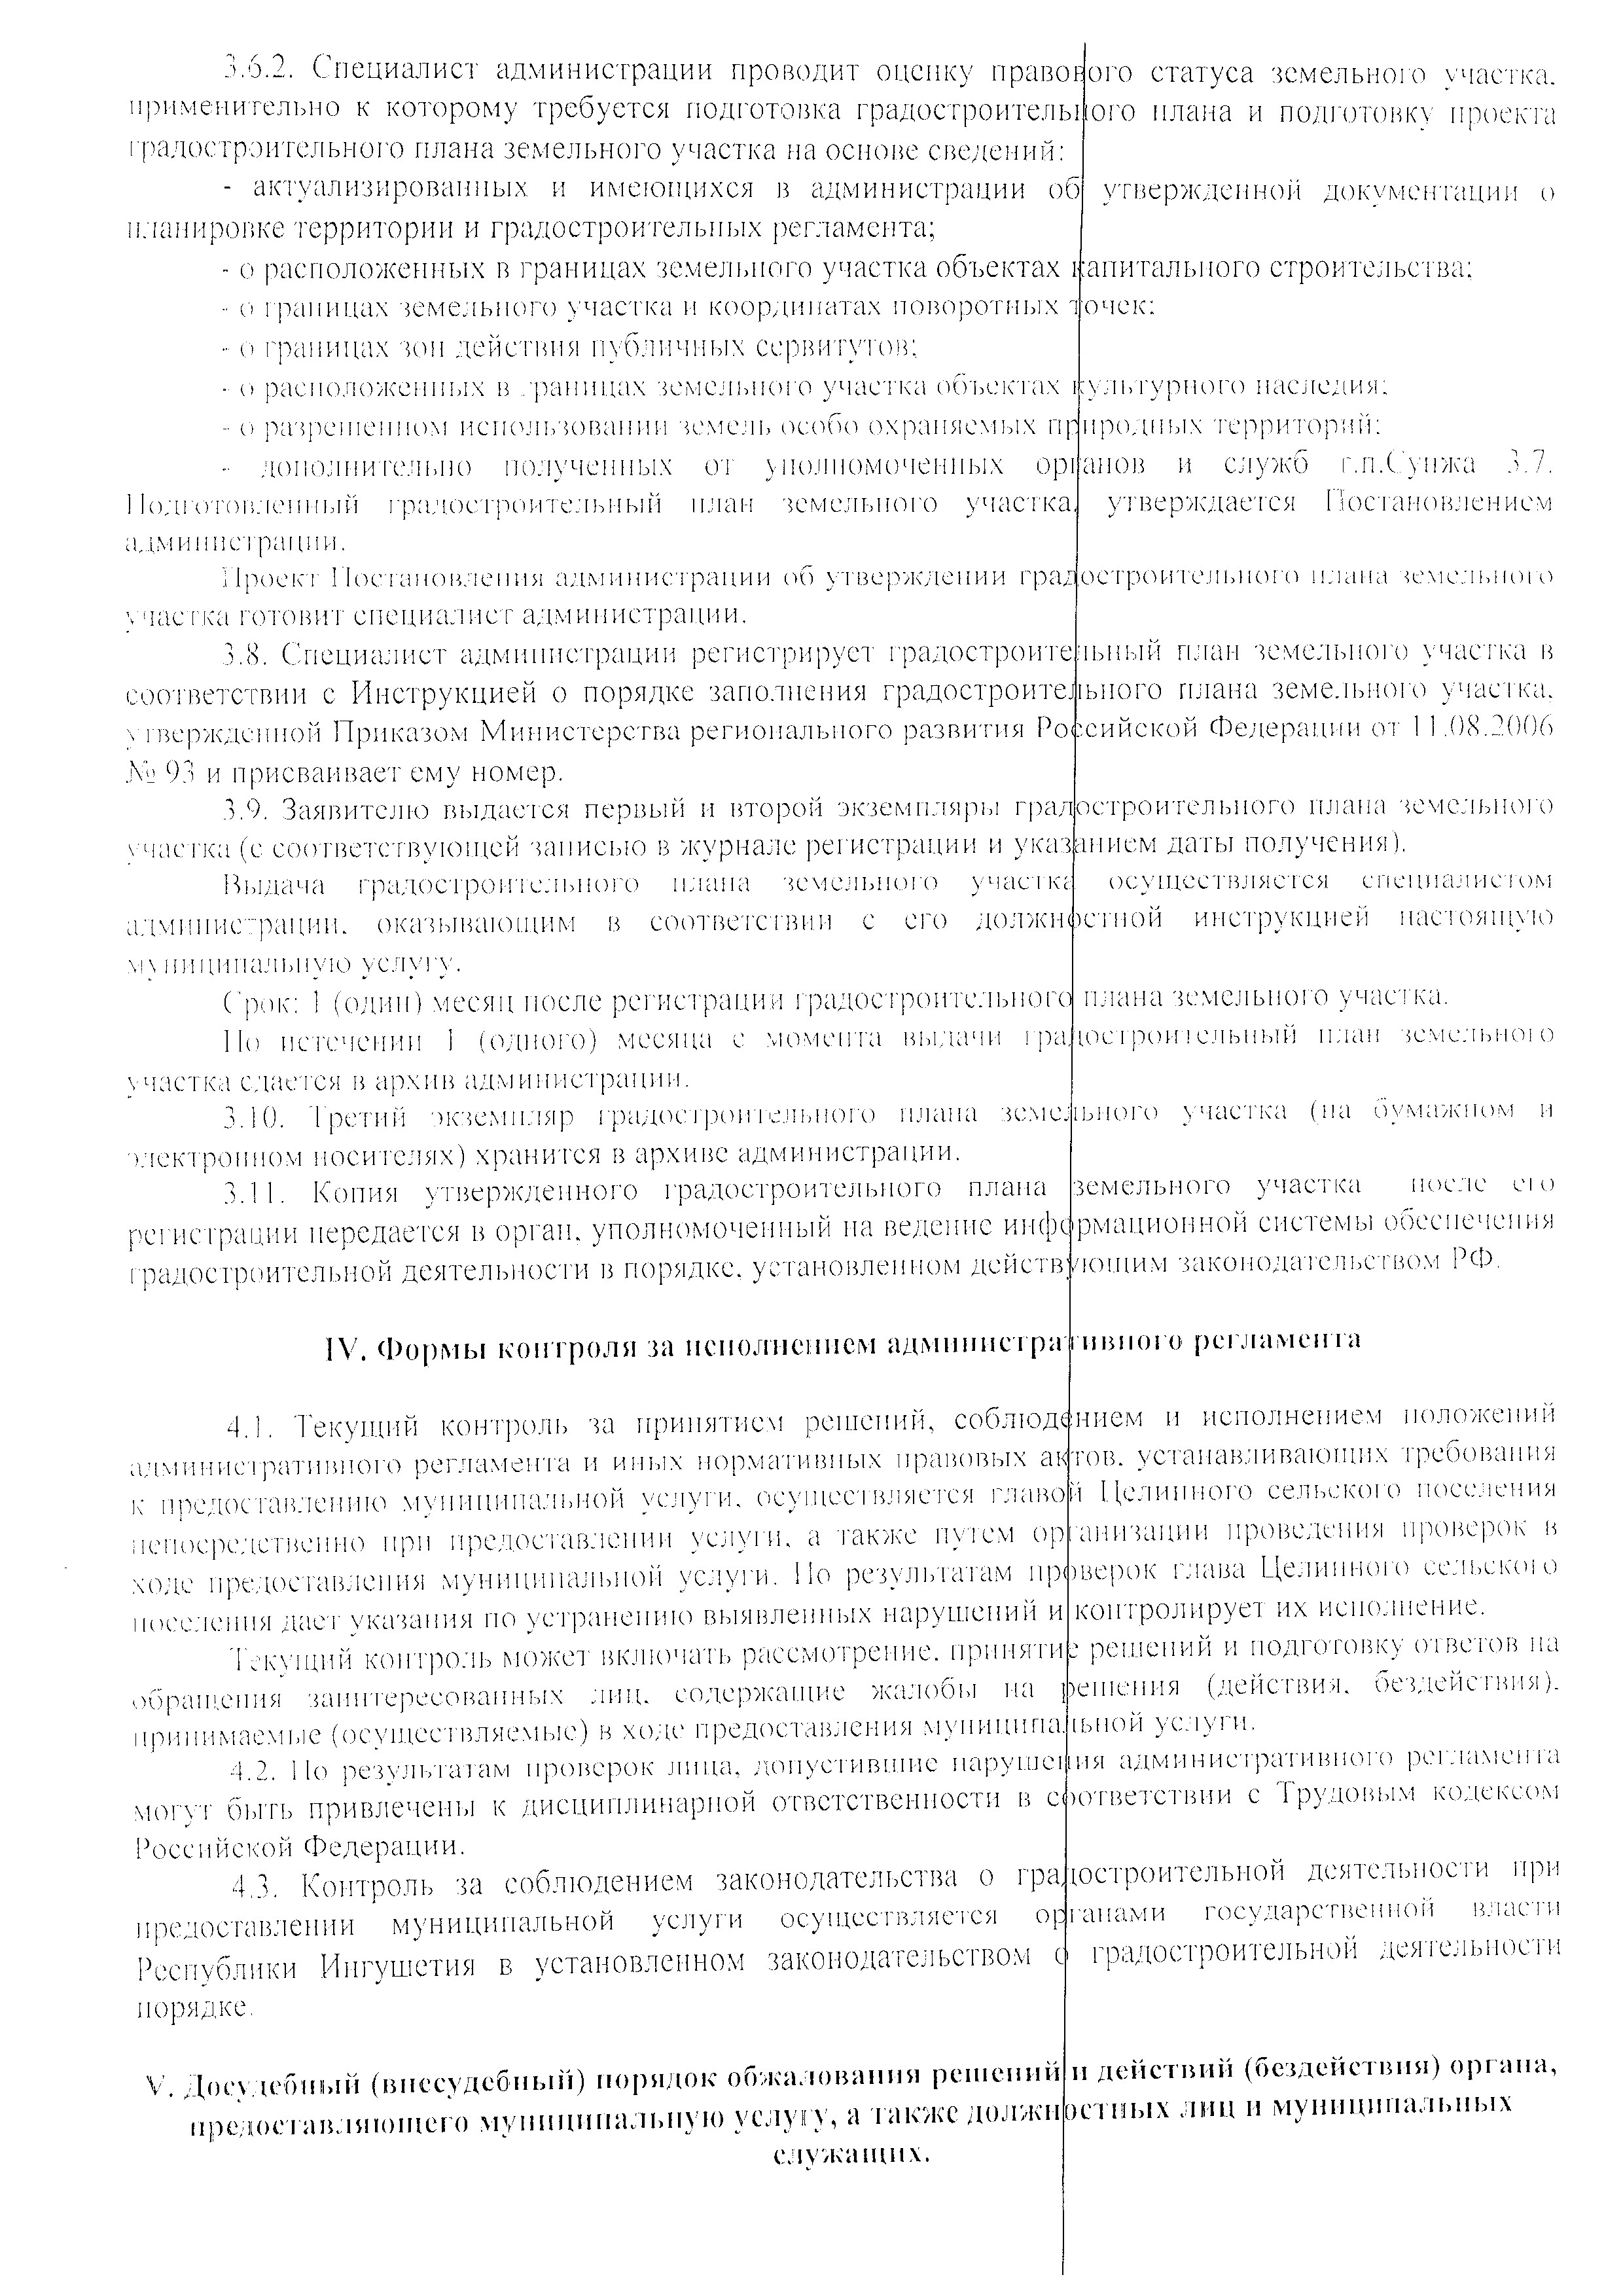 3.6.2. Специалист администрации проводит оценку правового статуса земельного участка,
применительно к которому требуется подготовка градостроительного плана и подготовку проекта
градостроительного плана земельного участка на основе сведений:
- актуализированных и имеющихся в администрации об утвержденной документации о
планировке территории и градостроительных регламента;
- о расположенных в границах земельного участка объектах капитального строительства;
- о границах земельного участка и координатах поворотных точек;
- о границах зон действия публичных сервитутов;
- о расположенных в границах земельного участка объектах культурного наследия;
- о разрешенном использовании земель особо охраняемых природных территорий;
- дополнительно полученных от уполномоченных органов и служб г.п.Сунжа 3.7.
Подготовленный градостроительный план земельного участка, утверждается Постановлением
администрации.
Проект Постановления администрации об утверждении градостроительного плана земельного
участка готовит специалист администрации.
3.8. Специалист администрации регистрирует градостроительный план земельного участка в
соответствии с Инструкцией о порядке заполнения градостроительного плана земельного участка,
утвержденной Приказом Министерства регионального развития Российской Федерации от 11.08.2006
№ 93 и присваивает ему номер.
3.9. Заявителю выдается первый и второй экземпляры градостроительного плана земельного
участка (с соответствующей записью в журнале регистрации и указанием даты получения).
Выдача градостроительного плана земельного участка осуществляется специалистом
администрации, оказывающим в соответствии с его должностной инструкцией настоящую
муниципальную услугу.
Срок: 1 (один) месяц после регистрации градостроительного плана земельного участка.
По истечении 1 (одного) месяца с момента выдачи градостроительный план земельного
участка сдается в архив администрации.
3.10. Третий экземпляр градостроительного плана земельного участка (на бумажном и
электронном носителях) хранится в архиве администрации.
3.11. Копия утвержденного градостроительного плана земельного участка после его
регистрации передается в орган, уполномоченный на ведение информационной системы обеспечения
градостроительной деятельности в порядке, установленном действующим законодательством РФ.
IV. Формы контроля за исполнением административного регламента
4.1. Текущий контроль за принятием решений, соблюдением и исполнением положений
административного регламента и иных нормативных правовых актов, устанавливающих требования
к предоставлению муниципальной услуги, осуществляется главой Целинного сельского поселения
непосредственно при предоставлении услуги, а также путем организации проведения проверок в
ходе предоставления муниципальной услуги. По результатам проверок глава Целинного сельского
поселения дает указания по устранению выявленных нарушений и контролирует их исполнение.
Текущий контроль может включать рассмотрение, принятие решений и подготовку ответов на
обращения заинтересованных лиц, содержащие жалобы на решения (действия, бездействия),
принимаемые (осуществляемые) в ходе предоставления муниципальной услуги.
4.2. По результатам проверок лица, допустившие нарушения административного регламента
могут быть привлечены к дисциплинарной ответственности в соответствии с Трудовым кодексом
Российской Федерации.
4.3. Контроль за соблюдением законодательства о градостроительной деятельности при
предоставлении муниципальной услуги осуществляется органами государственной власти
Республики Ингушетия в установленном законодательством о градостроительной деятельности
порядке.
V. Досудебный (внесудебный) порядок обжалования решений и действий (бездействия) органа,
предоставляющего муниципальную услугу, а также должностных лиц и муниципальных
служащих.